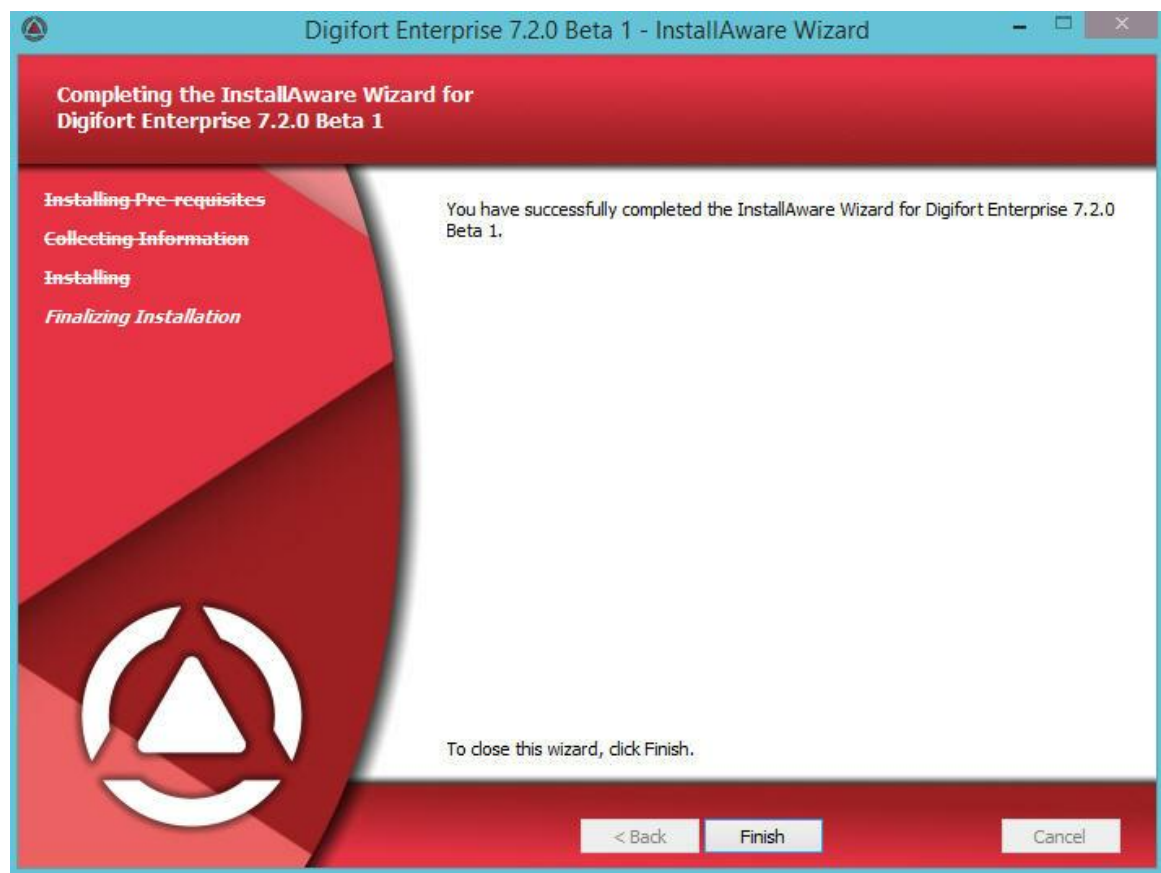 Digifort Enterprise 7.2.0 Beta 1 - InstallAware Wizard
Completing the InstallAware Wizard for
Digifort Enterprise 7.2.0 Beta 1
Installing Pre-requisites
Collecting Information
Installing
Finalizing Installation
You have successfully completed the InstallAware Wizard for Digifort Enterprise 7.2.0
Beta 1.
To close this wizard, click Finish.
< Back Finish Cancel